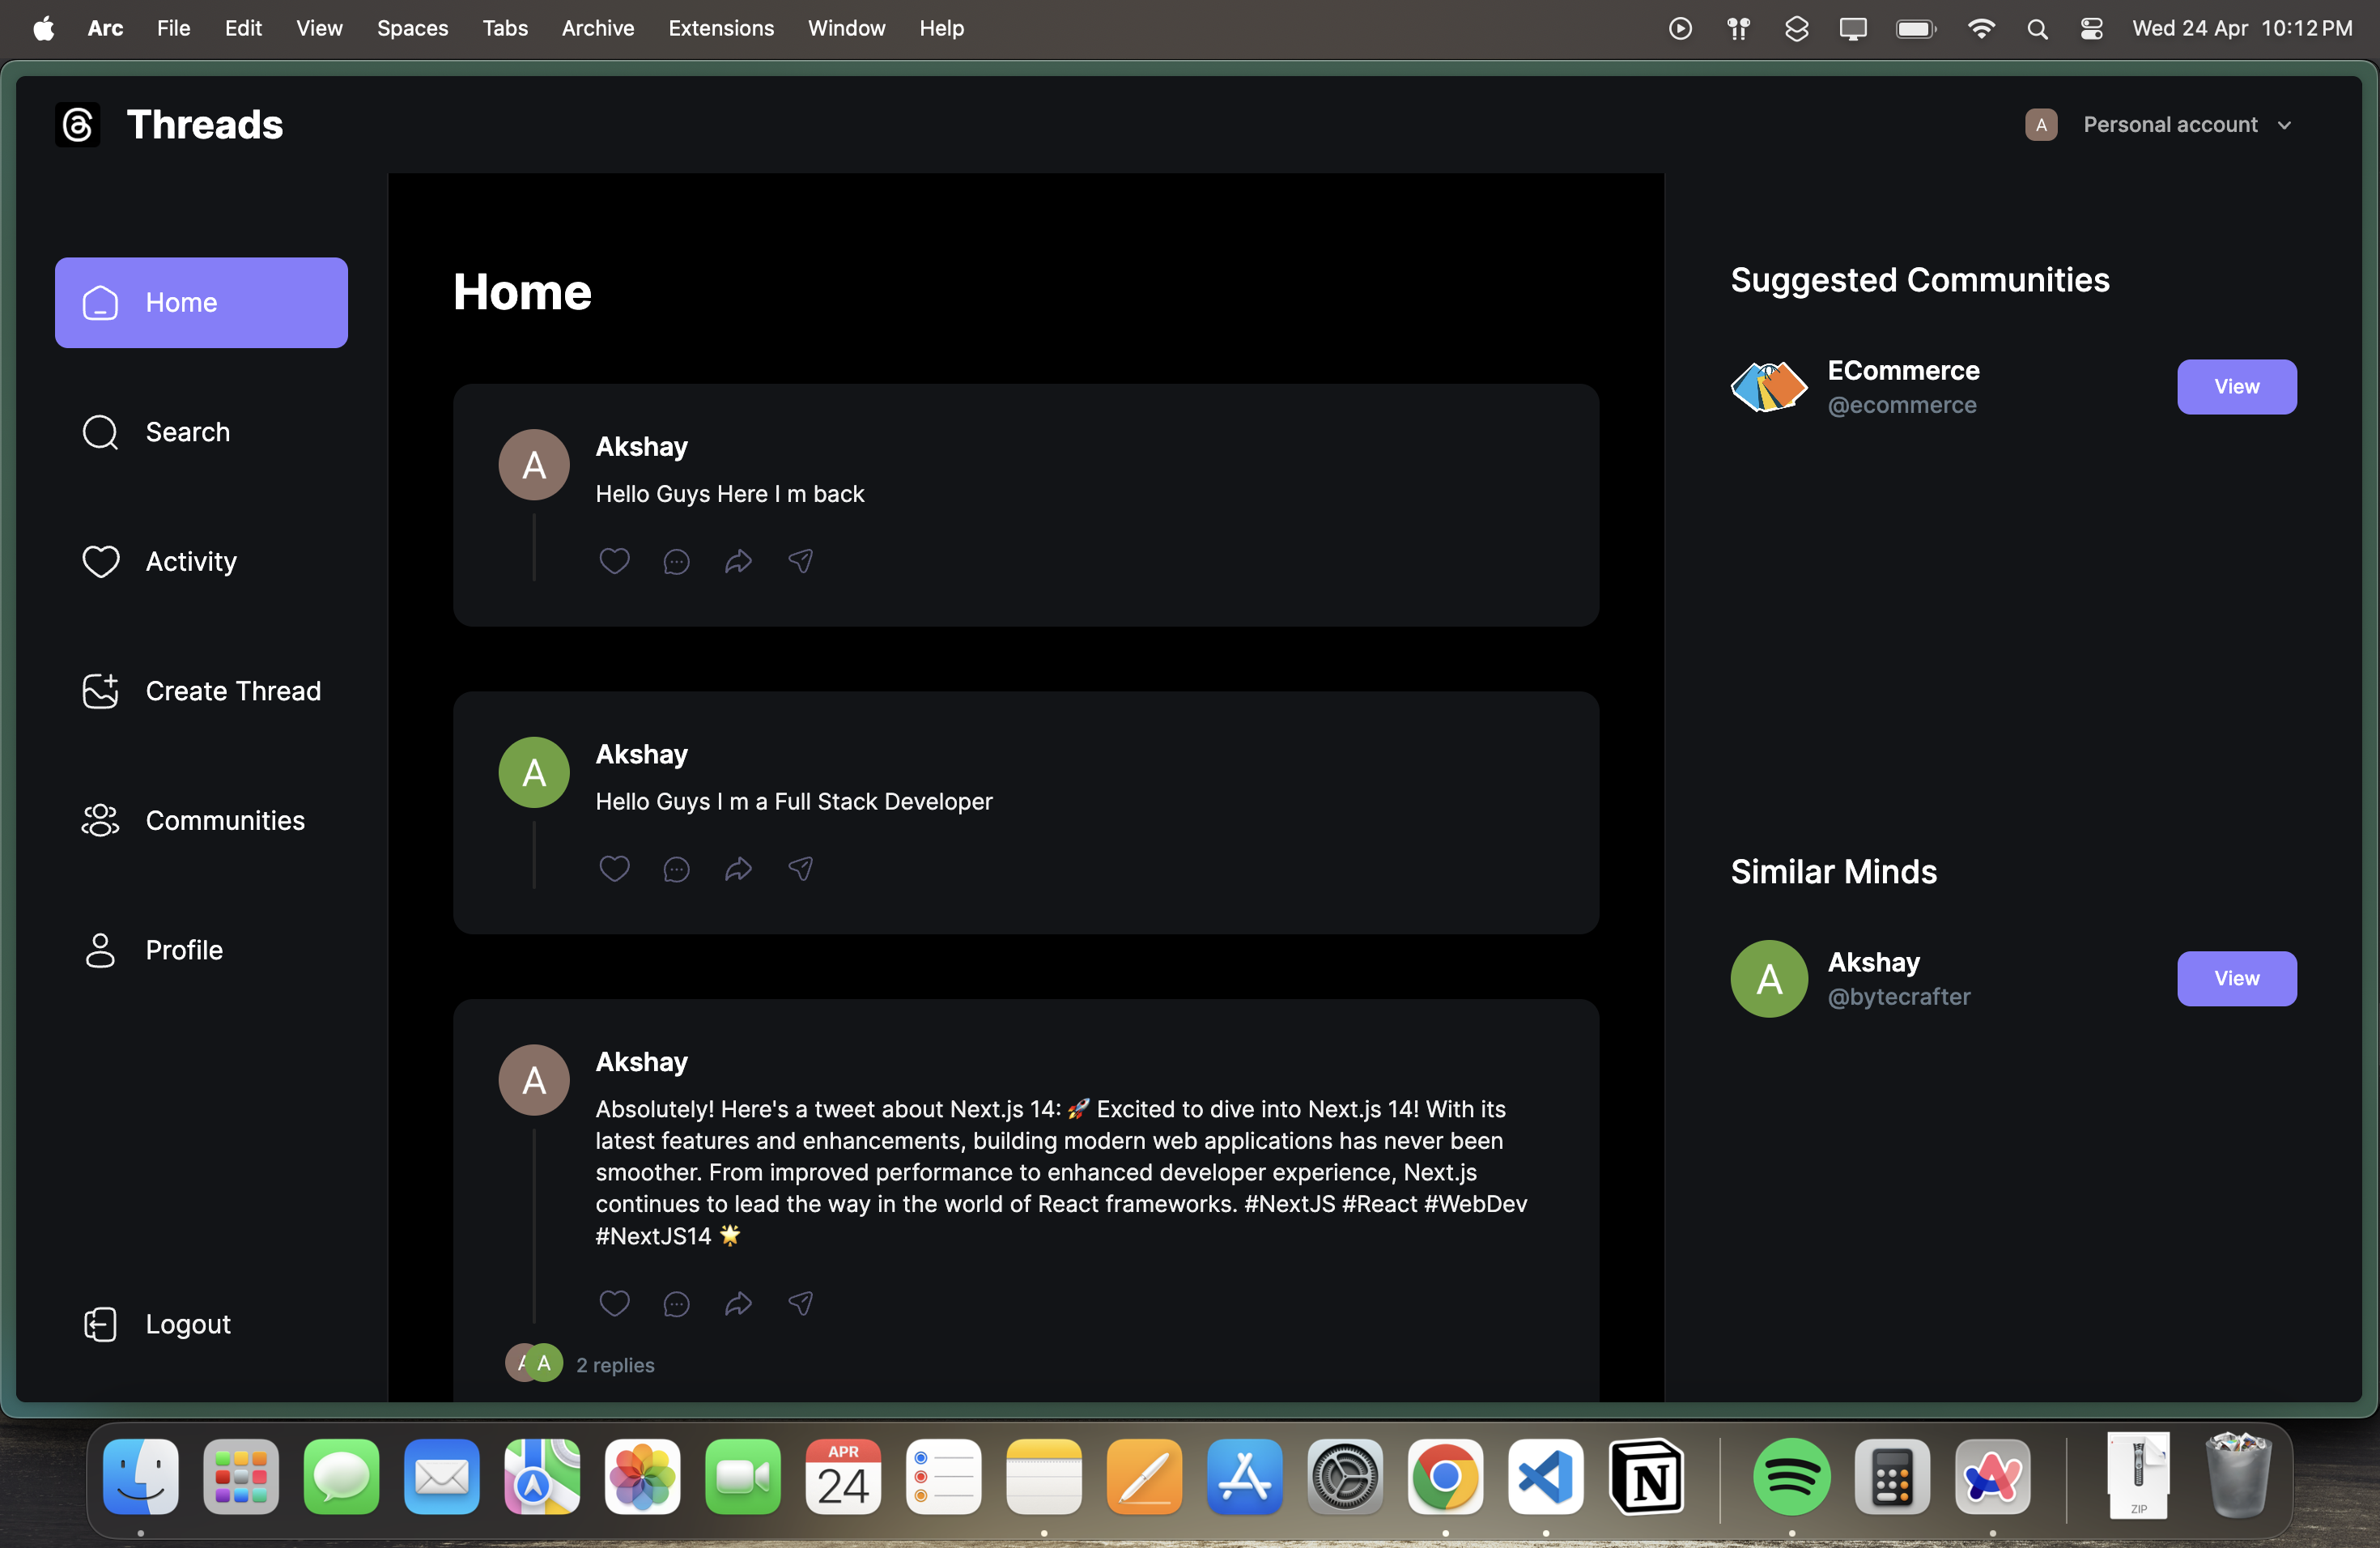 Arc File Edit View Spaces Tabs Archive Extensions Window Help Wed 24 Apr 10:12 PM
Threads
A Personal account
Home
Search
Activity
Create Thread
Communities
Profile
Logout
Home
A Akshay
Hello Guys Here I m back
A Akshay
Hello Guys I m a Full Stack Developer
A Akshay
Absolutely! Here's a tweet about Next.js 14: 🚀 Excited to dive into Next.js 14! With its
latest features and enhancements, building modern web applications has never been
smoother. From improved performance to enhanced developer experience, Next.js
continues to lead the way in the world of React frameworks. #NextJS #React #WebDev
#NextJS14 🌟
A A 2 replies
Suggested Communities
ECommerce
@ecommerce
View
Similar Minds
A Akshay
@bytecrafter
View
APR
24
N
ZIP